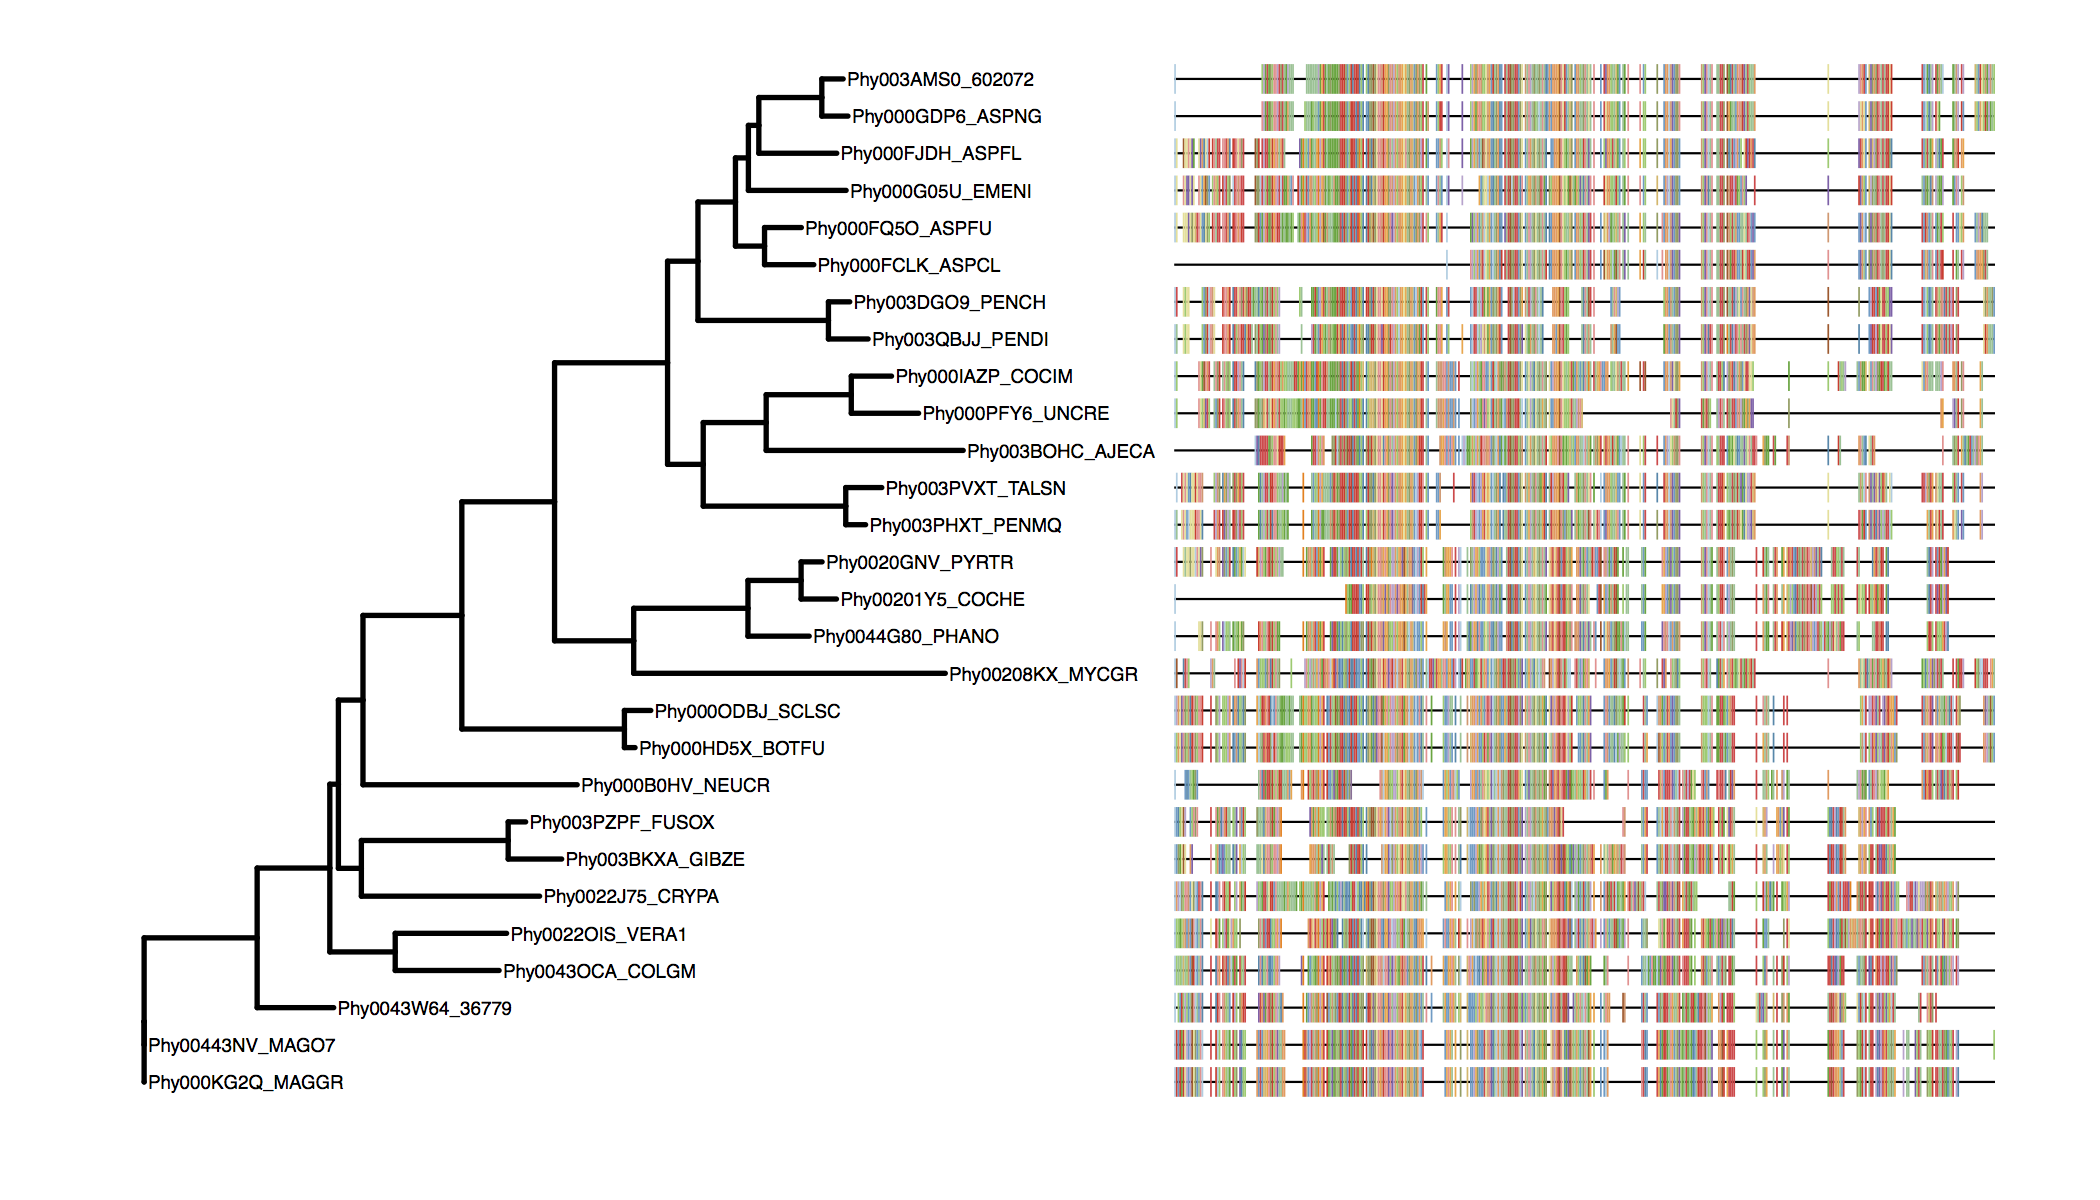 Phy003AMS0_602072
Phy000GDP6_ASPNG
Phy000FJDH_ASPFL
Phy000G05U_EMENI
Phy000FQ5O_ASPFU
Phy000FCLK_ASPCL
Phy003DGO9_PENCH
Phy003QBJJ_PENDI
Phy000IAZP_COCIM
Phy000PFY6_UNCRE
Phy003BOHC_AJECA
Phy003PVXT_TALSN
Phy003PHXT_PENMQ
Phy0020GNV_PYRTR
Phy00201Y5_COCHE
Phy0044G80_PHANO
Phy00208KX_MYCGR
Phy000ODBJ_SCLSC
Phy000HD5X_BOTFU
Phy000B0HV_NEUCR
Phy003PZPF_FUSOX
Phy003BKXA_GIBZE
Phy0022J75_CRYPA
Phy0022OIS_VERA1
Phy0043OCA_COLGM
Phy0043W64_36779
Phy00443NV_MAGO7
Phy000KG2Q_MAGGR